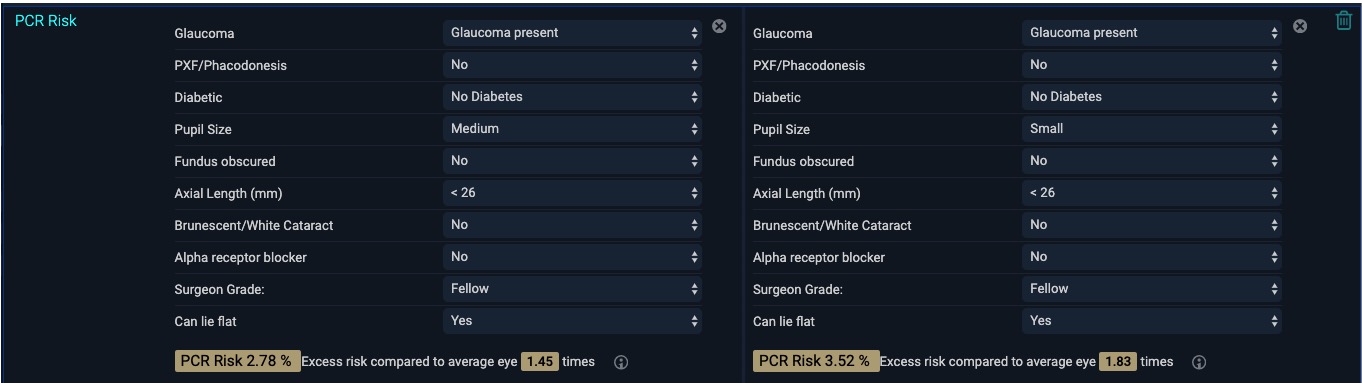 PCR Risk
Glaucoma Glaucoma present Glaucoma Glaucoma present
PXF/Phacodonesis No PXF/Phacodonesis No
Diabetic No Diabetes Diabetic No Diabetes
Pupil Size Medium Pupil Size Small
Fundus obscured No Fundus obscured No
Axial Length (mm) < 26 Axial Length (mm) < 26
Brunescent/White Cataract No Brunescent/White Cataract No
Alpha receptor blocker No Alpha receptor blocker No
Surgeon Grade: Fellow Surgeon Grade: Fellow
Can lie flat Yes Can lie flat Yes
PCR Risk 2.78 % Excess risk compared to average eye 1.45 times PCR Risk 3.52 % Excess risk compared to average eye 1.83 times